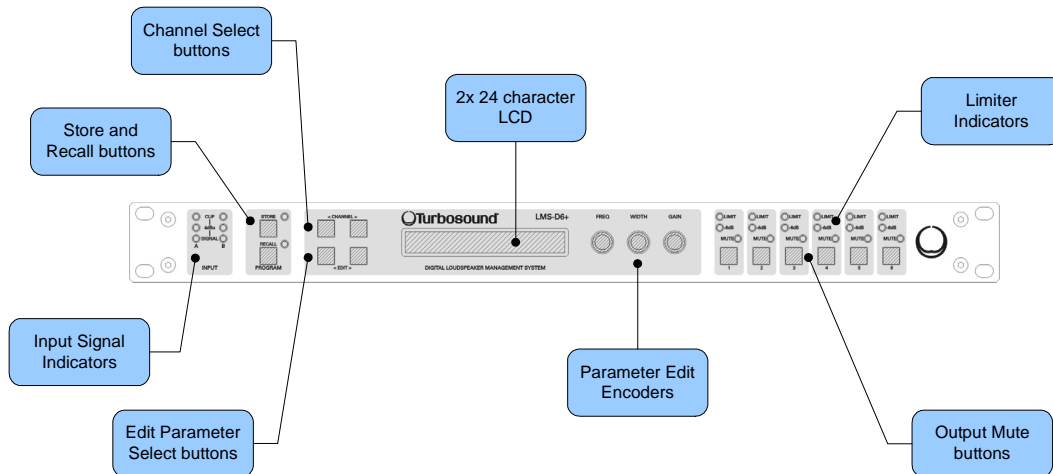 Channel Select
buttons
2x 24 character
LCD
Limiter
Indicators
Store and
Recall buttons
CLIP
4dBu
SIGNAL
A B
INPUT
STORE
RECALL
PROGRAM
< CHANNEL >
< EDIT >
Turbosound
LMS-D6+
DIGITAL LOUDSPEAKER MANAGEMENT SYSTEM
FREQ WIDTH GAIN
LIMIT LIMIT LIMIT LIMIT LIMIT LIMIT
-6dB -6dB -6dB -6dB -6dB -6dB
MUTE MUTE MUTE MUTE MUTE MUTE
1 2 3 4 5 6
Input Signal
Indicators
Edit Parameter
Select buttons
Parameter Edit
Encoders
Output Mute
buttons